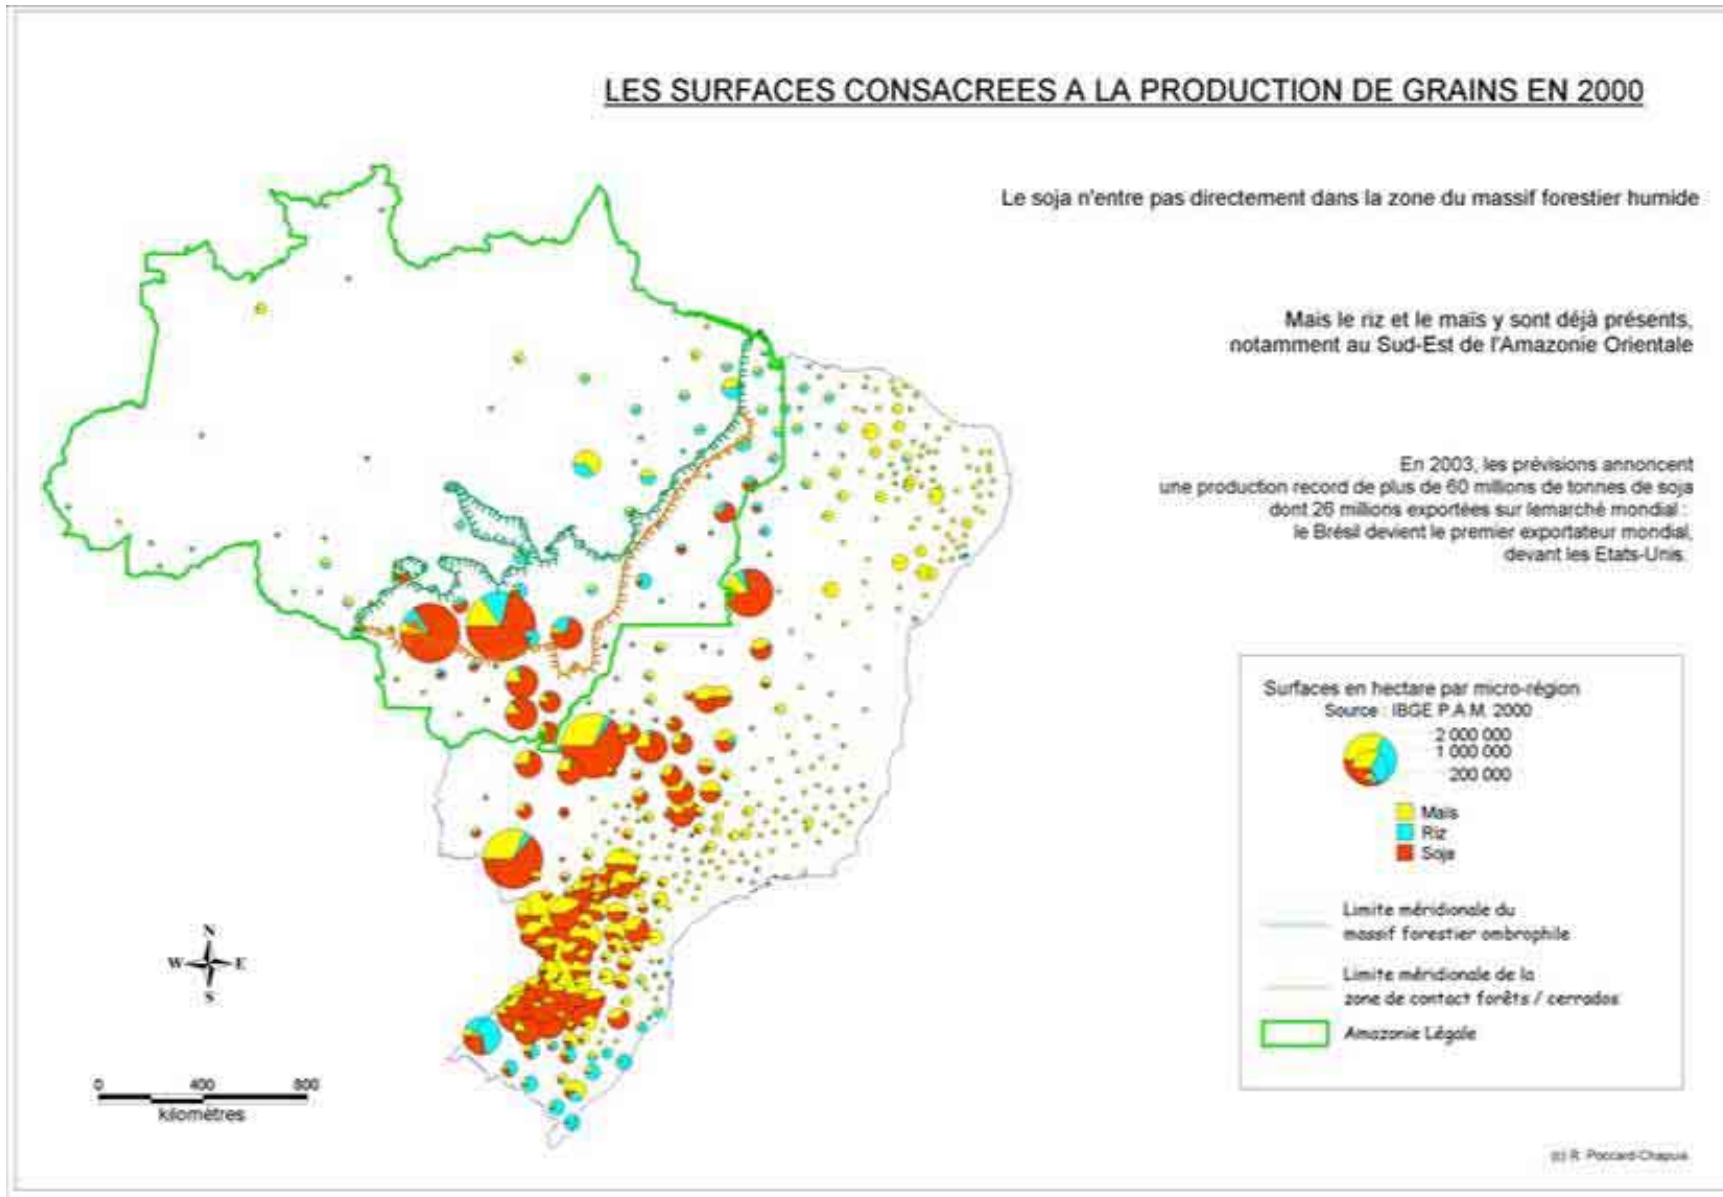 LES SURFACES CONSACREES A LA PRODUCTION DE GRAINS EN 2000
Le soja n'entre pas directement dans la zone du massif forestier humide
Mais le riz et le maïs y sont déjà présents,
notamment au Sud-Est de l'Amazonie Orientale
En 2003, les prévisions annoncent
une production record de plus de 60 millions de tonnes de soja
dont 26 millions exportées sur lemarché mondial :
le Brésil devient le premier exportateur mondial,
devant les Etats-Unis.
Surfaces en hectare par micro-région
Source : IBGE P.A.M. 2000
2 000 000
1 000 000
200 000
Maïs
Riz
Soja
Limite méridionale du
massif forestier ombrophile
Limite méridionale de la
zone de contact forêts / cerrados
Amazonie Légale
N
W E
S
0 400 800
kilomètres
(c) R. Poccard-Chapuis